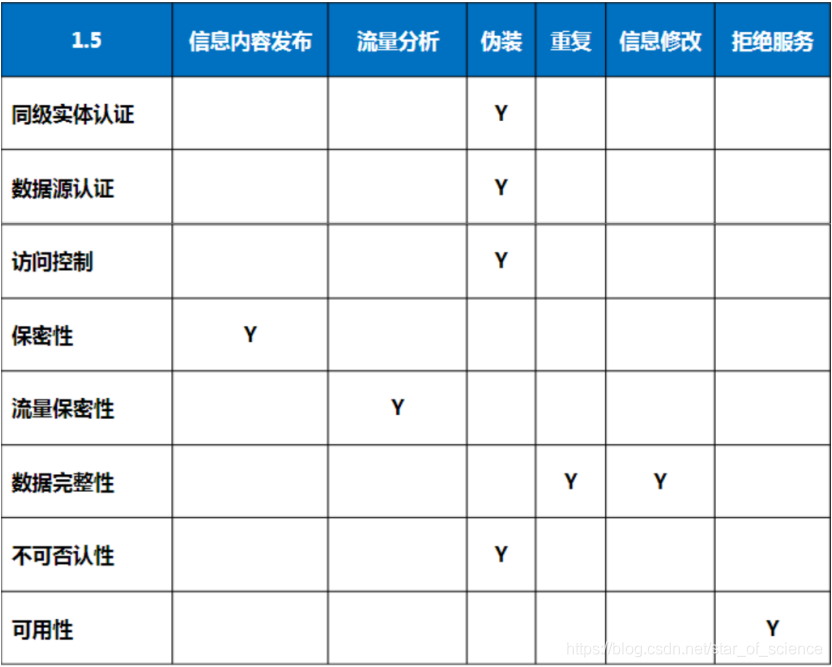 1.5 信息内容发布 流量分析 伪装 重复 信息修改 拒绝服务
同级实体认证 Y
数据源认证 Y
访问控制 Y
保密性 Y
流量保密性 Y
数据完整性 Y Y
不可否认性 Y
可用性 Y
https://blog.csdn.net/star_of_science